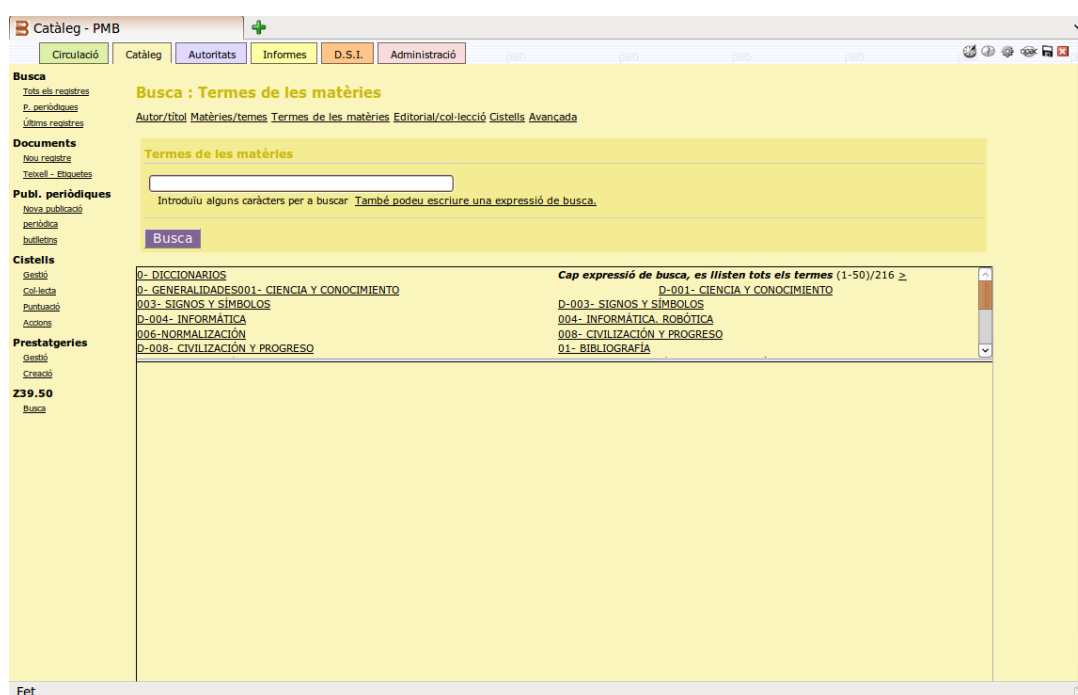 Catàleg - PMB
Circulació Catàleg Autoritats Informes D.S.I. Administració
Busca
Tots els registres
P. periòdiques
Últims registres
Documents
Nou registre
Teixell - Etiquetes
Publ. periòdiques
Nova publicació
periòdica
butlletins
Cistells
Gestió
Col·lecta
Puntuació
Accions
Prestatgeries
Gestió
Creació
Z39.50
Busca
Busca : Termes de les matèries
Autor/títol Matèries/temes Termes de les matèries Editorial/col·lecció Cistells Avançada
Termes de les matèries
Introduïu alguns caràcters per a buscar També podeu escriure una expressió de busca.
Busca
0- DICCIONARIOS Cap expressió de busca, es llisten tots els termes (1-50)/216 >
0- GENERALIDADES001- CIENCIA Y CONOCIMIENTO D-001- CIENCIA Y CONOCIMIENTO
003- SIGNOS Y SÍMBOLOS D-003- SIGNOS Y SÍMBOLOS
D-004- INFORMÁTICA 004- INFORMÁTICA. ROBÓTICA
006-NORMALIZACIÓN 008- CIVILIZACIÓN Y PROGRESO
D-008- CIVILIZACIÓN Y PROGRESO 01- BIBLIOGRAFÍA
Fet